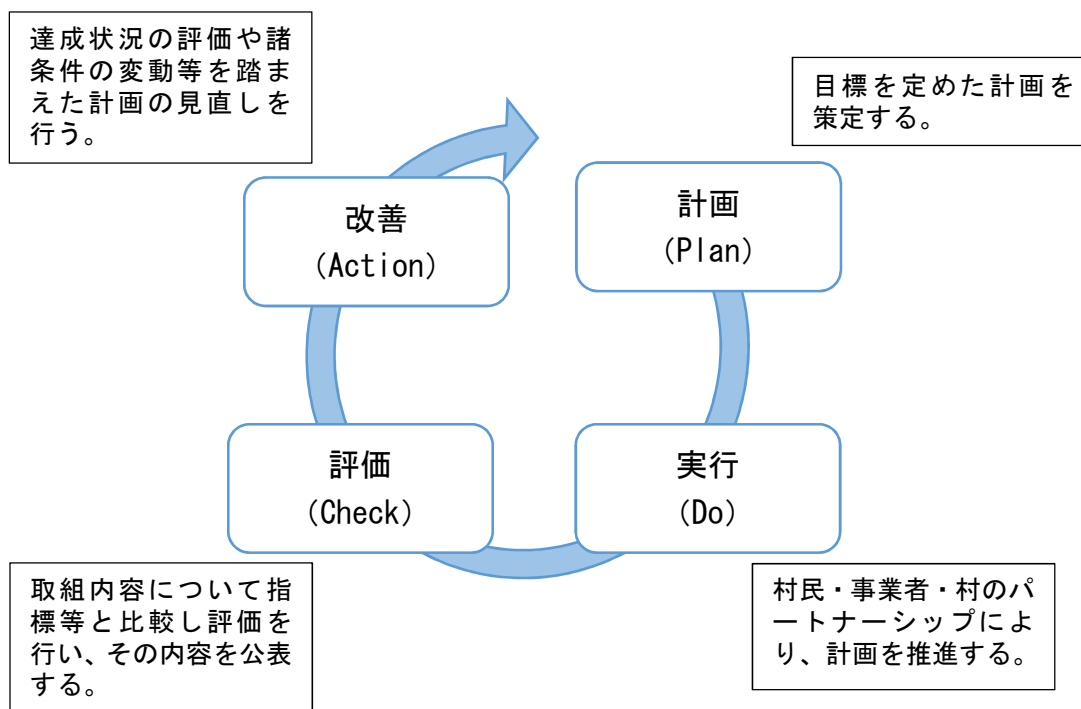 達成状況の評価や諸
条件の変動等を踏ま
えた計画の見直しを
行う。
目標を定めた計画を
策定する。
改善
(Action)
計画
(Plan)
評価
(Check)
実行
(Do)
取組内容について指
標等と比較し評価を
行い、その内容を公表
する。
村民・事業者・村のパ
ートナーシップによ
り、計画を推進する。